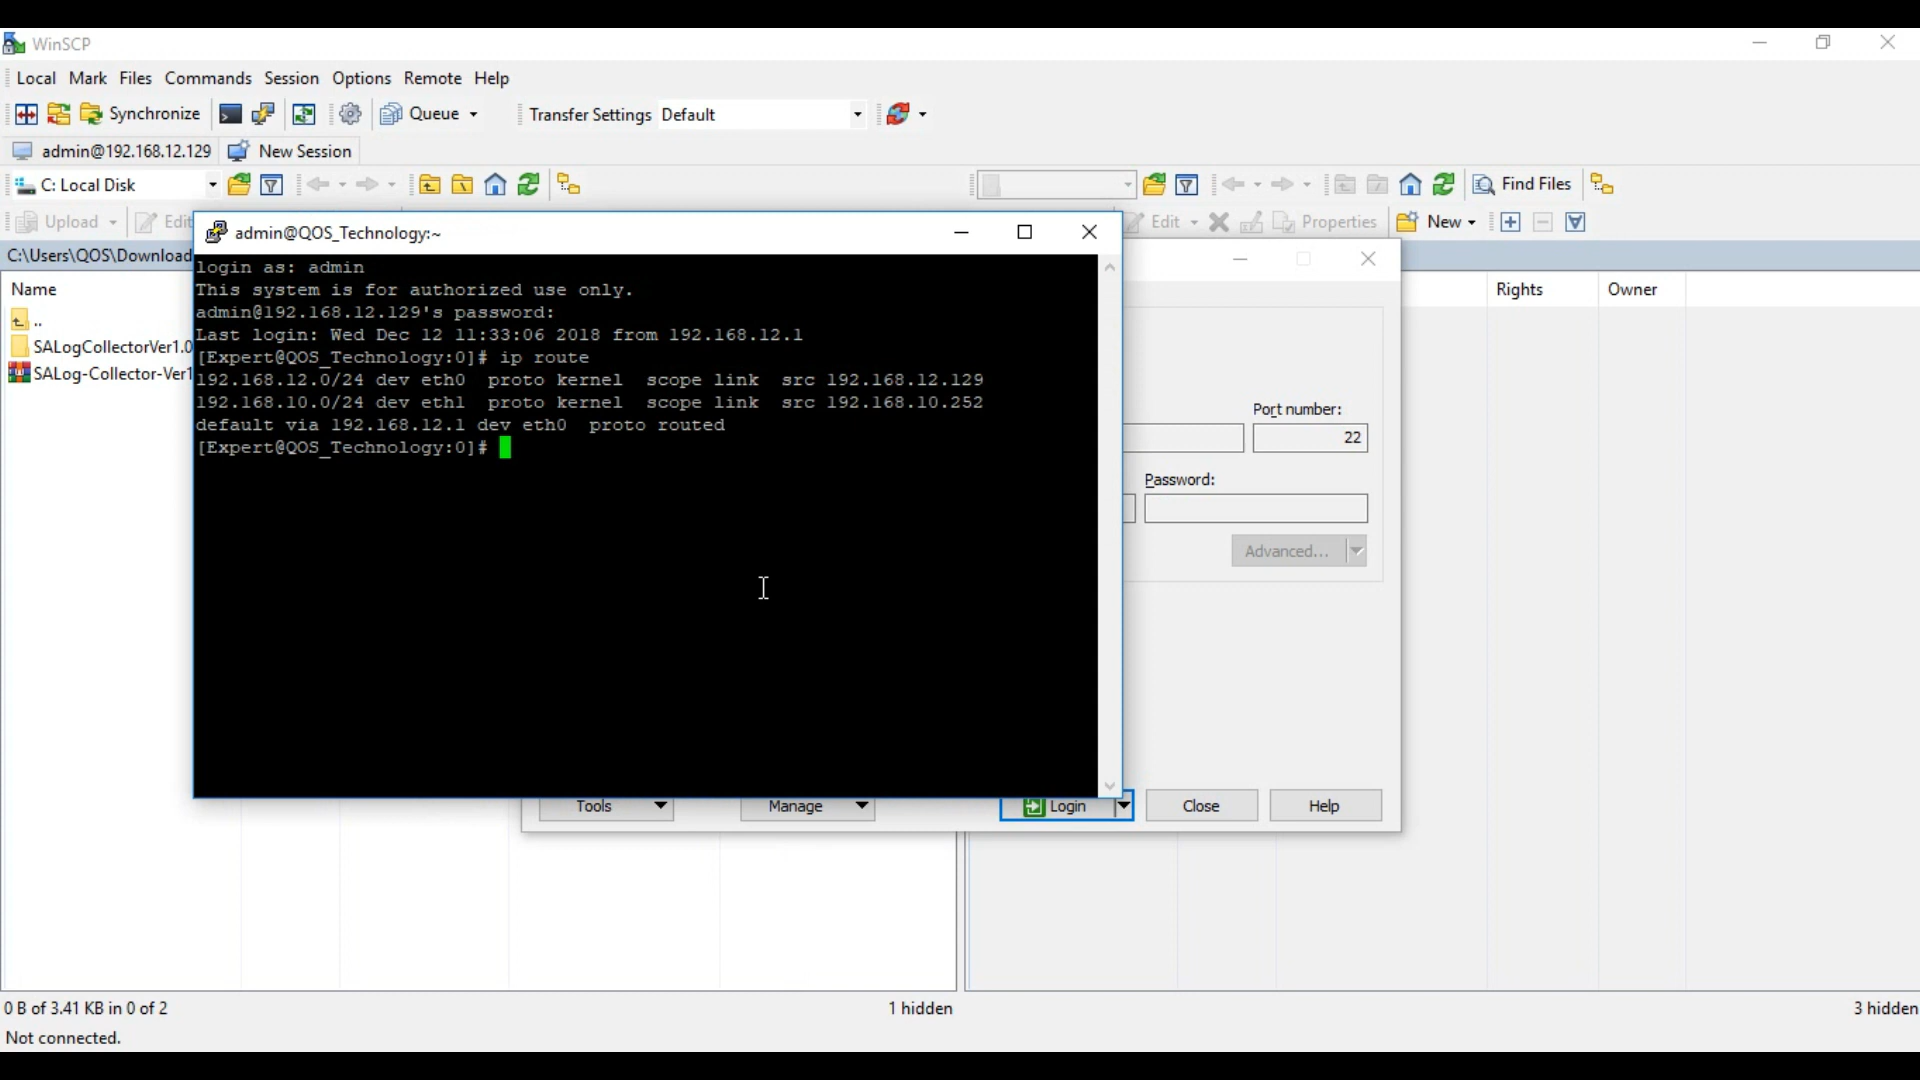 WinSCP
Local Mark Files Commands Session Options Remote Help
Synchronize Queue Transfer Settings Default
admin@192.168.12.129 New Session
C: Local Disk Find Files
Upload Edit Edit Properties New
admin@QOS_Technology:~
C:\Users\QOS\Download
Name Rights Owner
..
SALogCollectorVer1.0
SALog-Collector-Ver1
login as: admin
This system is for authorized use only.
admin@192.168.12.129's password:
Last login: Wed Dec 12 11:33:06 2018 from 192.168.12.1
[Expert@QOS_Technology:0]# ip route
192.168.12.0/24 dev eth0 proto kernel scope link src 192.168.12.129
192.168.10.0/24 dev eth1 proto kernel scope link src 192.168.10.252
default via 192.168.12.1 dev eth0 proto routed
[Expert@QOS_Technology:0]#
Port number:
22
Password:
Advanced...
Tools Manage Login Close Help
0 B of 3.41 KB in 0 of 2 1 hidden 3 hidden
Not connected.